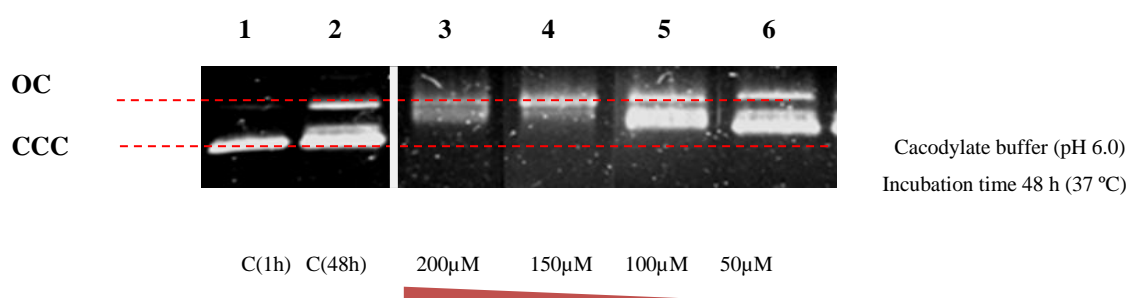 1 2 3 4 5 6
OC
CCC
Cacodylate buffer (pH 6.0)
Incubation time 48 h (37 ºC)
C(1h) C(48h) 200µM 150µM 100µM 50µM